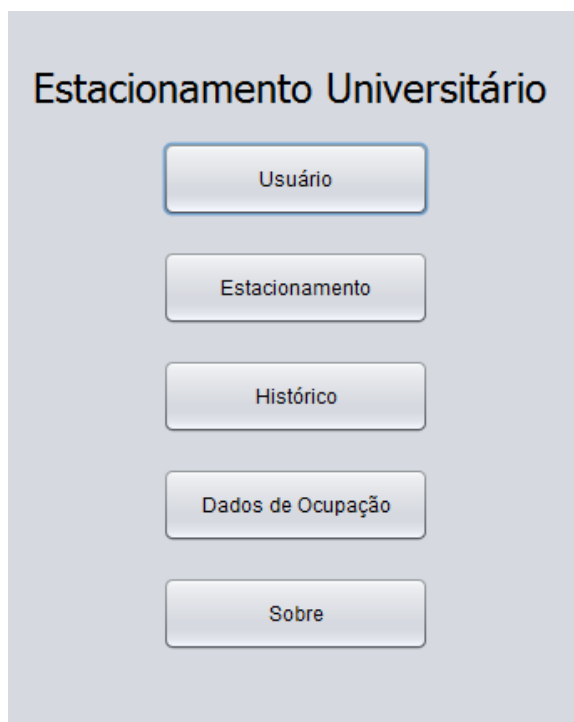 Estacionamento Universitário
Usuário
Estacionamento
Histórico
Dados de Ocupação
Sobre